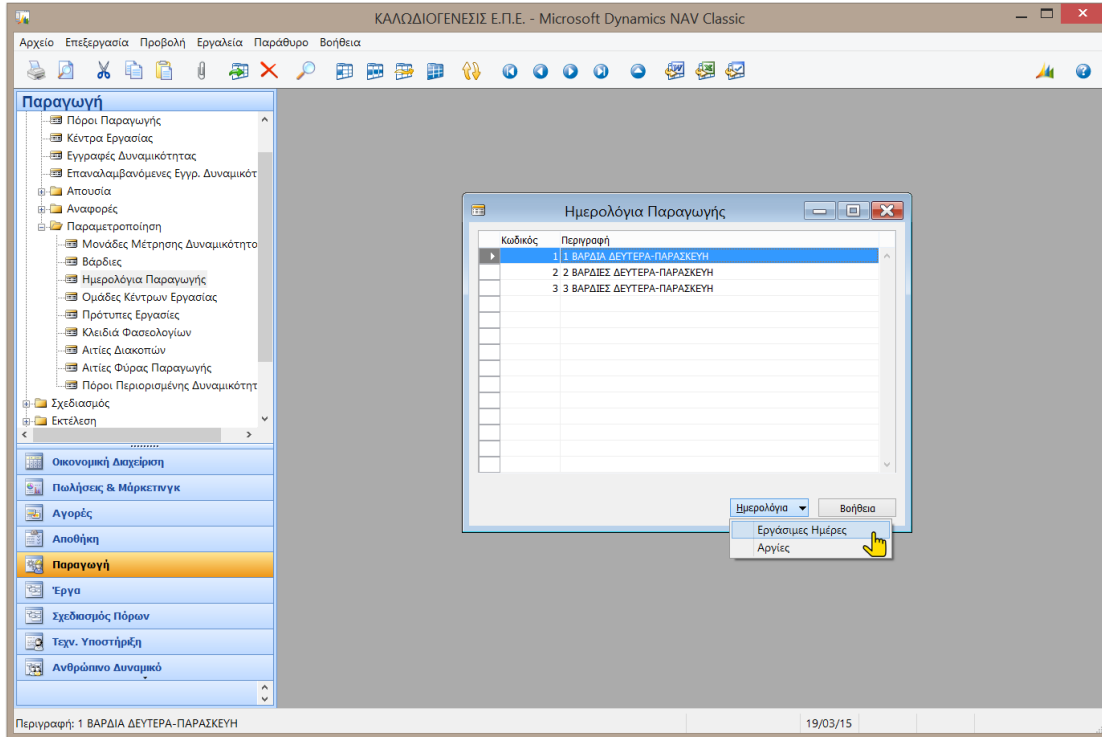 ΚΑΛΩΔΙΟΓΕΝΕΣΙΣ Ε.Π.Ε. - Microsoft Dynamics NAV Classic
Αρχείο Επεξεργασία Προβολή Εργαλεία Παράθυρο Βοήθεια
Παραγωγή
Πόροι Παραγωγής
Κέντρα Εργασίας
Εγγραφές Δυναμικότητας
Επαναλαμβανόμενες Εγγρ. Δυναμικότ
Απουσία
Αναφορές
Παραμετροποίηση
Μονάδες Μέτρησης Δυναμικότητο
Βάρδιες
Ημερολόγια Παραγωγής
Ομάδες Κέντρων Εργασίας
Πρότυπες Εργασίες
Κλειδιά Φασεολογίων
Αιτίες Διακοπών
Αιτίες Φύρας Παραγωγής
Πόροι Περιορισμένης Δυναμικότητ
Σχεδιασμός
Εκτέλεση
Οικονομική Διαχείριση
Πωλήσεις & Μάρκετινγκ
Αγορές
Αποθήκη
Παραγωγή
Έργα
Σχεδιασμός Πόρων
Τεχν. Υποστήριξη
Ανθρώπινο Δυναμικό
Ημερολόγια Παραγωγής
Κωδικός Περιγραφή
1 1 ΒΑΡΔΙΑ ΔΕΥΤΕΡΑ-ΠΑΡΑΣΚΕΥΗ
2 2 ΒΑΡΔΙΕΣ ΔΕΥΤΕΡΑ-ΠΑΡΑΣΚΕΥΗ
3 3 ΒΑΡΔΙΕΣ ΔΕΥΤΕΡΑ-ΠΑΡΑΣΚΕΥΗ
Ημερολόγια Βοήθεια
Εργάσιμες Ημέρες
Αργίες
Περιγραφή: 1 ΒΑΡΔΙΑ ΔΕΥΤΕΡΑ-ΠΑΡΑΣΚΕΥΗ 19/03/15